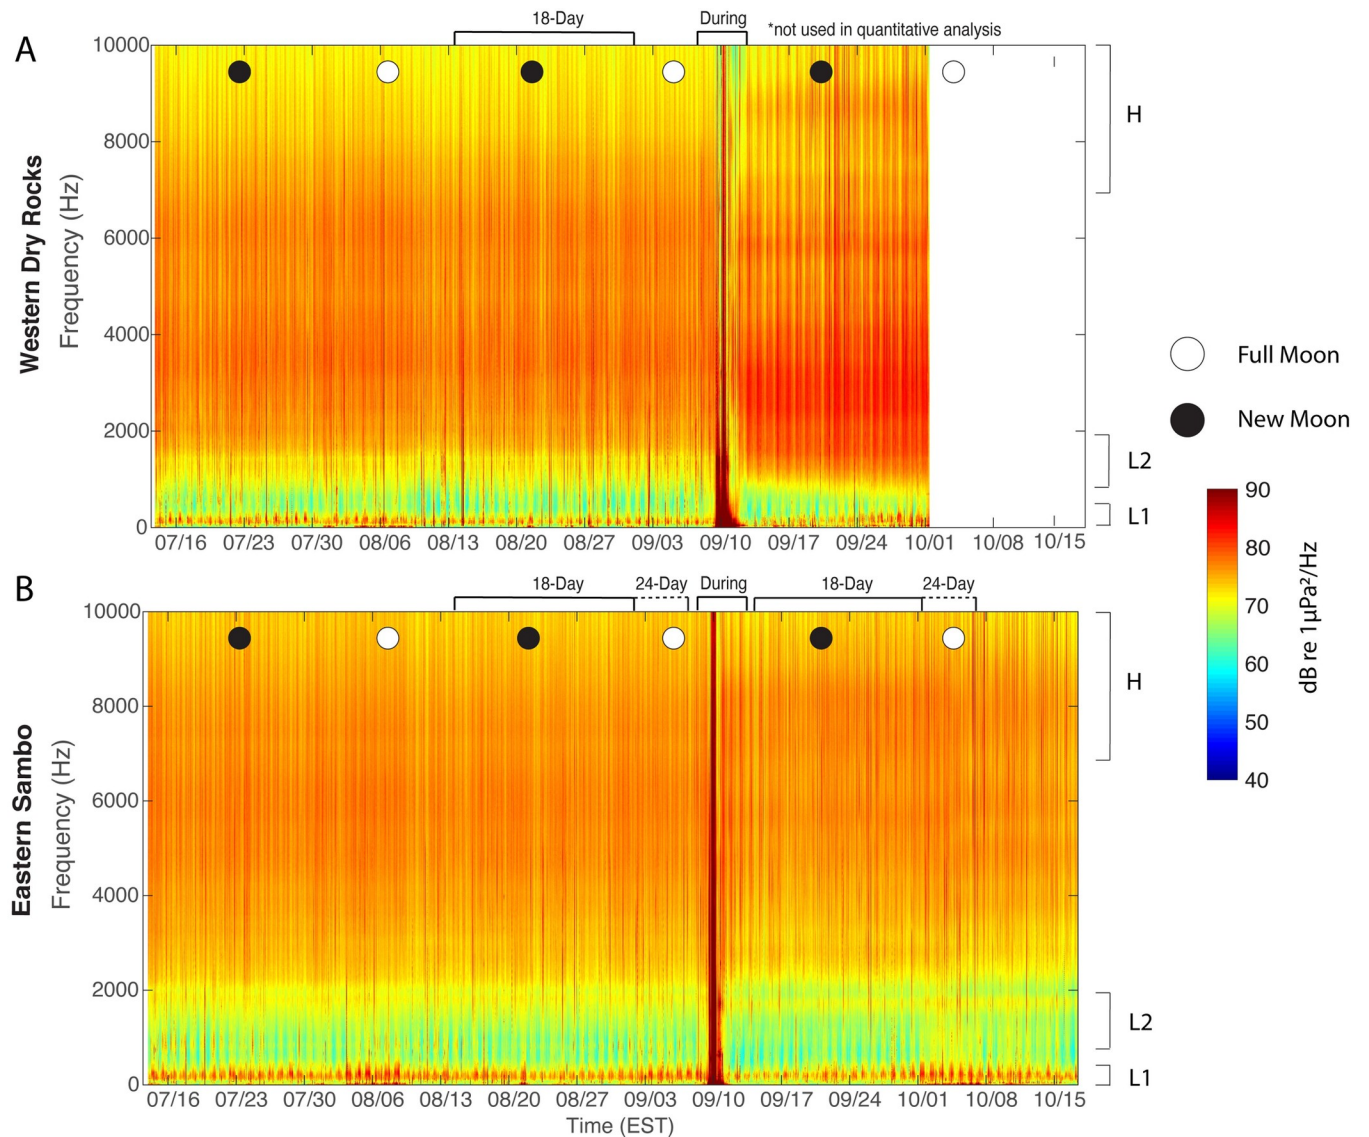 A
18-Day During *not used in quantitative analysis
Western Dry Rocks
Frequency (Hz)
10000
8000
6000
4000
2000
0
H
L2
L1
07/16 07/23 07/30 08/06 08/13 08/20 08/27 09/03 09/10 09/17 09/24 10/01 10/08 10/15
Full Moon
New Moon
90
80
70
60
50
40
dB re 1µPa²/Hz
B
18-Day 24-Day During 18-Day 24-Day
Eastern Sambo
Frequency (Hz)
10000
8000
6000
4000
2000
0
H
L2
L1
07/16 07/23 07/30 08/06 08/13 08/20 08/27 09/03 09/10 09/17 09/24 10/01 10/08 10/15
Time (EST)